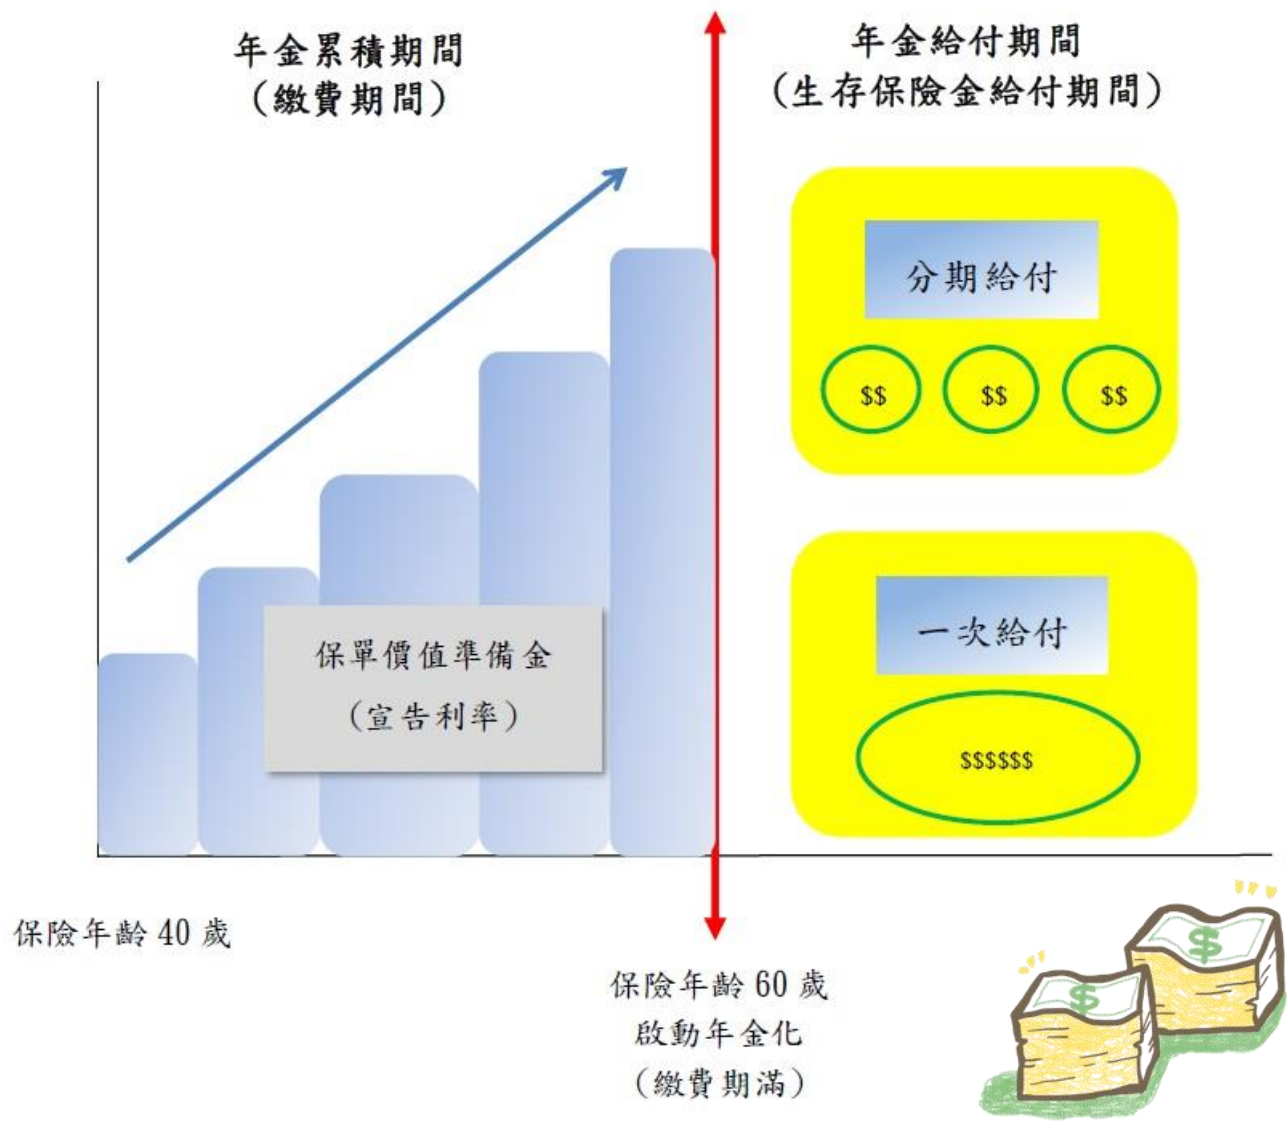 年金累積期間
(繳費期間)
年金給付期間
(生存保險金給付期間)
分期給付
$$ $$ $$
保單價值準備金
(宣告利率)
一次給付
$$$$$$
保險年齡 40 歲
保險年齡 60 歲
啟動年金化
(繳費期滿)
$
$